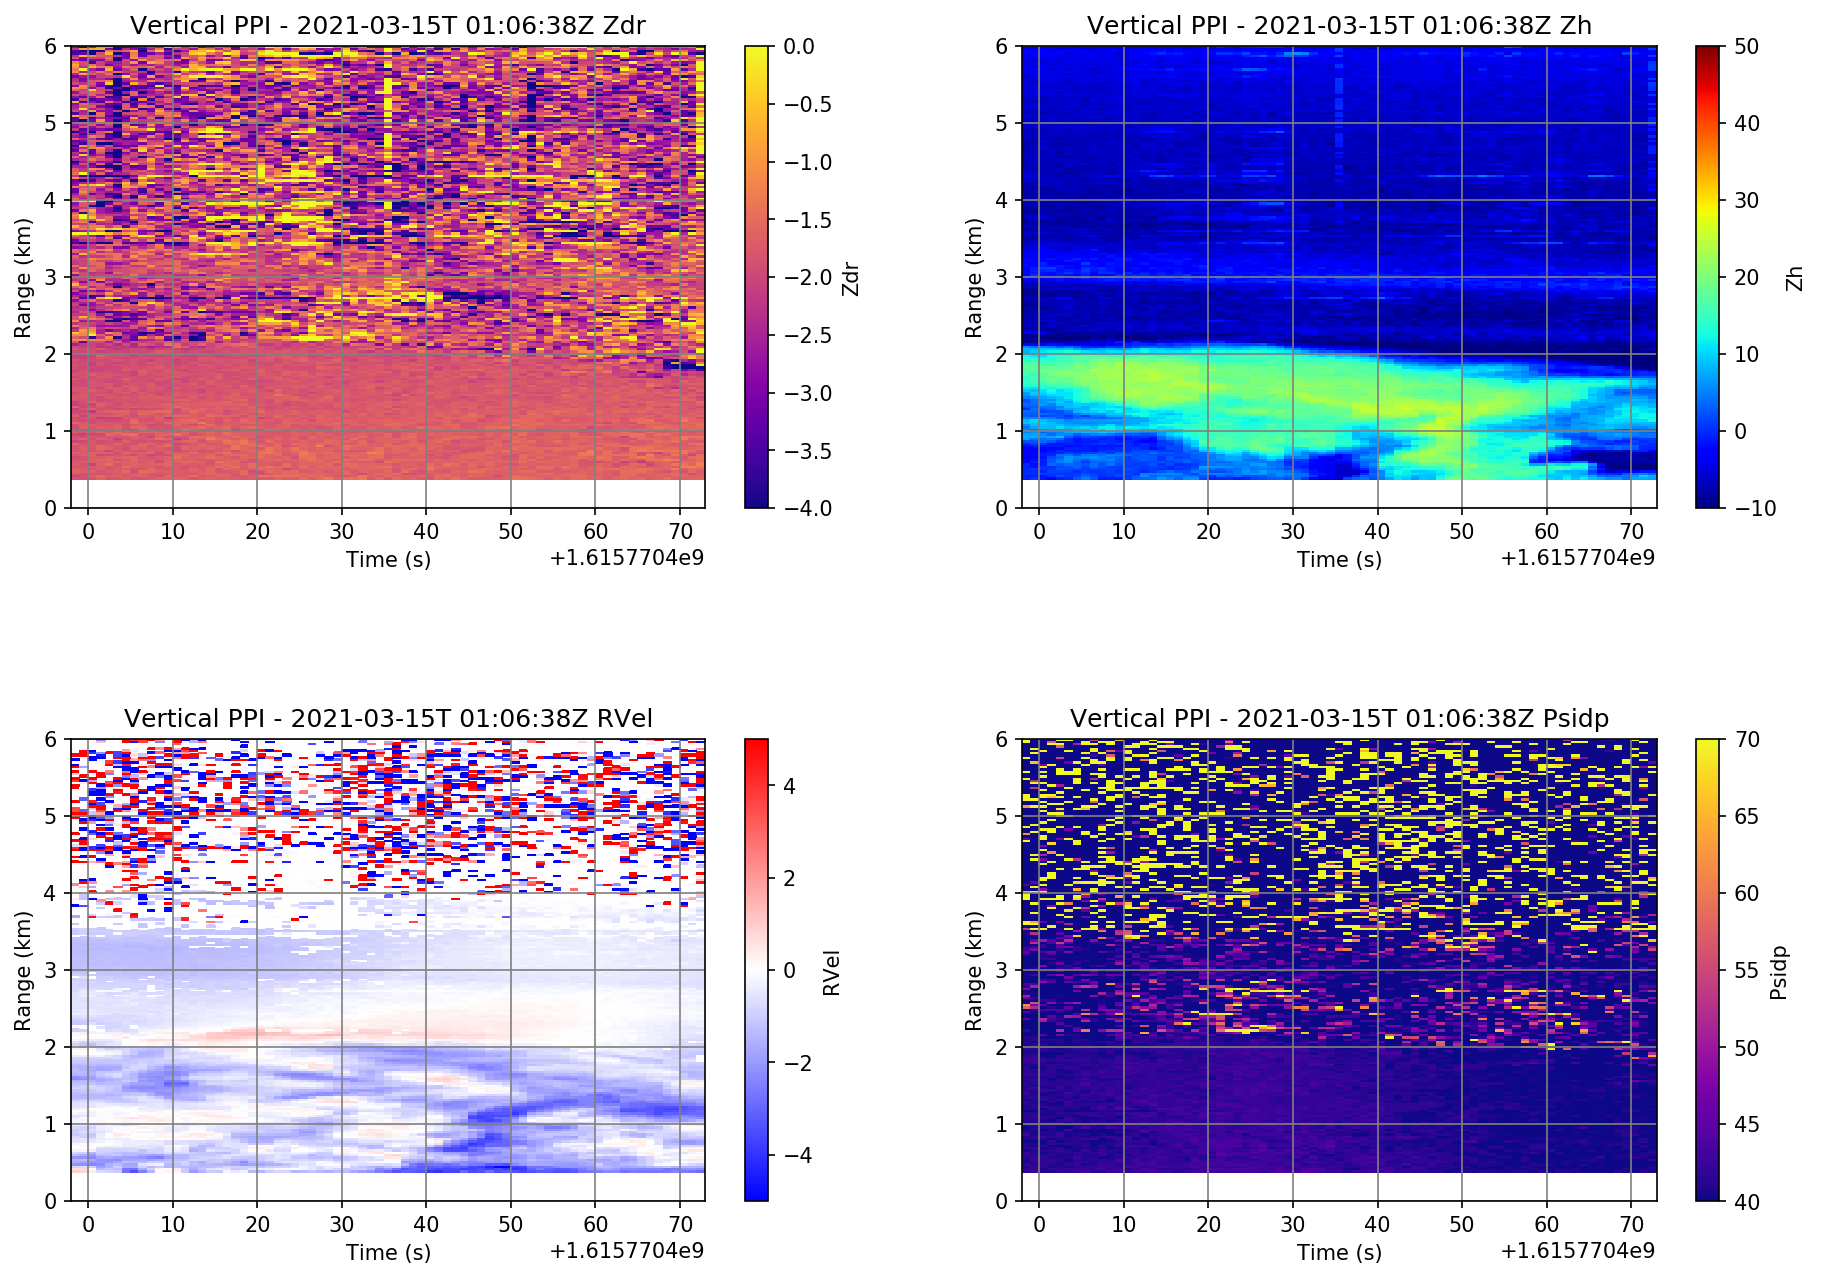 Vertical PPI - 2021-03-15T 01:06:38Z Zdr
6
5
4
3
2
1
0
Range (km)
0 10 20 30 40 50 60 70
Time (s)
+1.6157704e9
0.0
−0.5
−1.0
−1.5
−2.0
−2.5
−3.0
−3.5
−4.0
Zdr
Vertical PPI - 2021-03-15T 01:06:38Z Zh
6
5
4
3
2
1
0
Range (km)
0 10 20 30 40 50 60 70
Time (s)
+1.6157704e9
50
40
30
20
10
0
−10
Zh
Vertical PPI - 2021-03-15T 01:06:38Z RVel
6
5
4
3
2
1
0
Range (km)
0 10 20 30 40 50 60 70
Time (s)
+1.6157704e9
4
2
0
−2
−4
RVel
Vertical PPI - 2021-03-15T 01:06:38Z Psidp
6
5
4
3
2
1
0
Range (km)
0 10 20 30 40 50 60 70
Time (s)
+1.6157704e9
70
65
60
55
50
45
40
Psidp